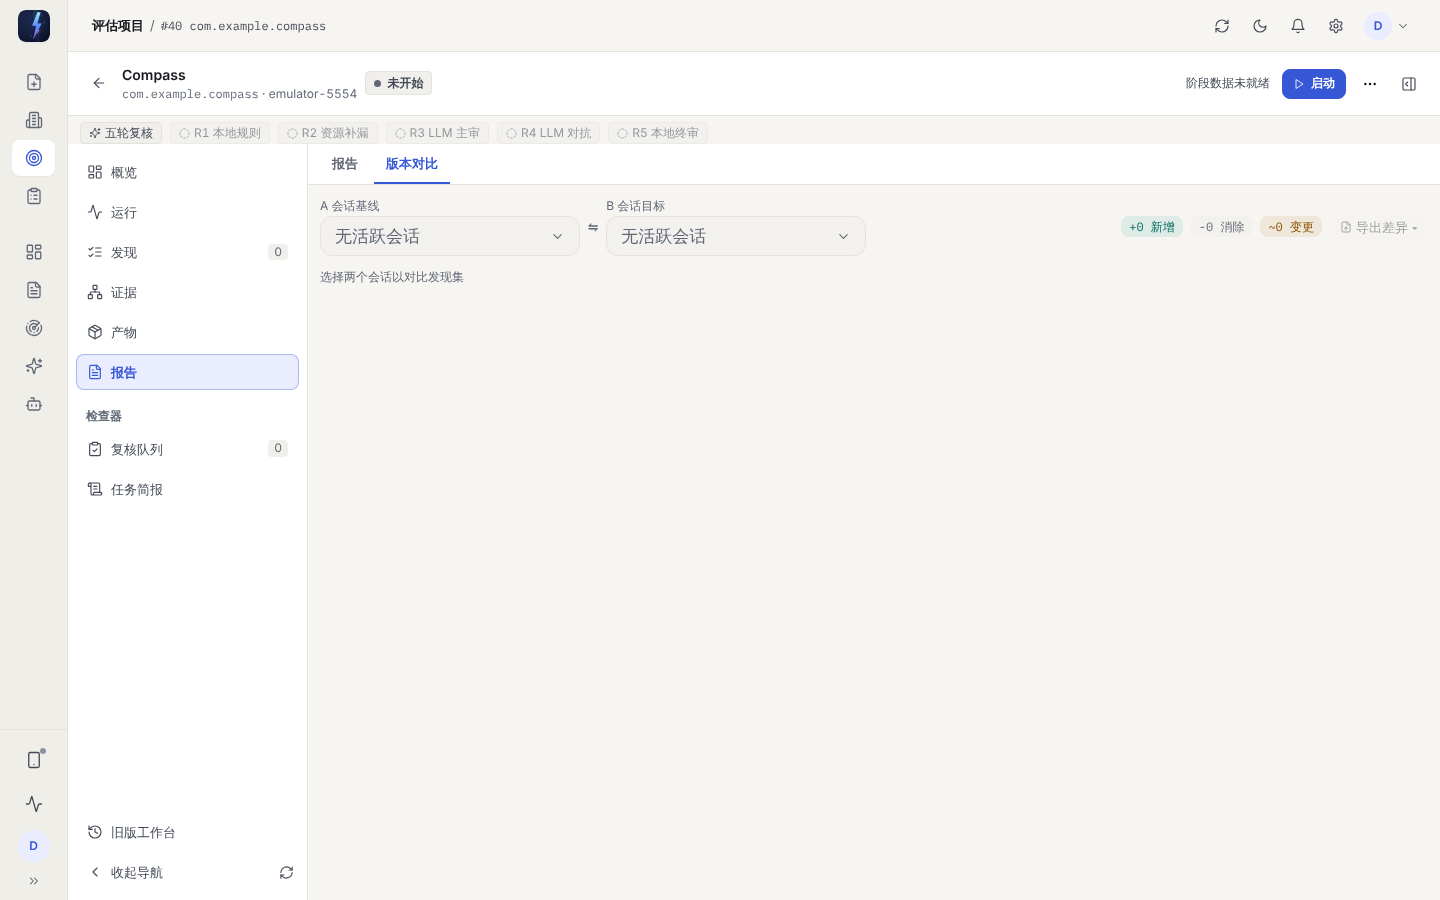 评估项目 / #40 com.example.compass
D
Compass
com.example.compass · emulator-5554
未开始
阶段数据未就绪
启动
五轮复核
R1 本地规则
R2 资源补漏
R3 LLM 主审
R4 LLM 对抗
R5 本地终审
概览
运行
发现 0
证据
产物
报告
检查器
复核队列 0
任务简报
旧版工作台
收起导航
报告
版本对比
A 会话基线
无活跃会话
⇋
B 会话目标
无活跃会话
+0 新增
-0 消除
~0 变更
导出差异
选择两个会话以对比发现集
D